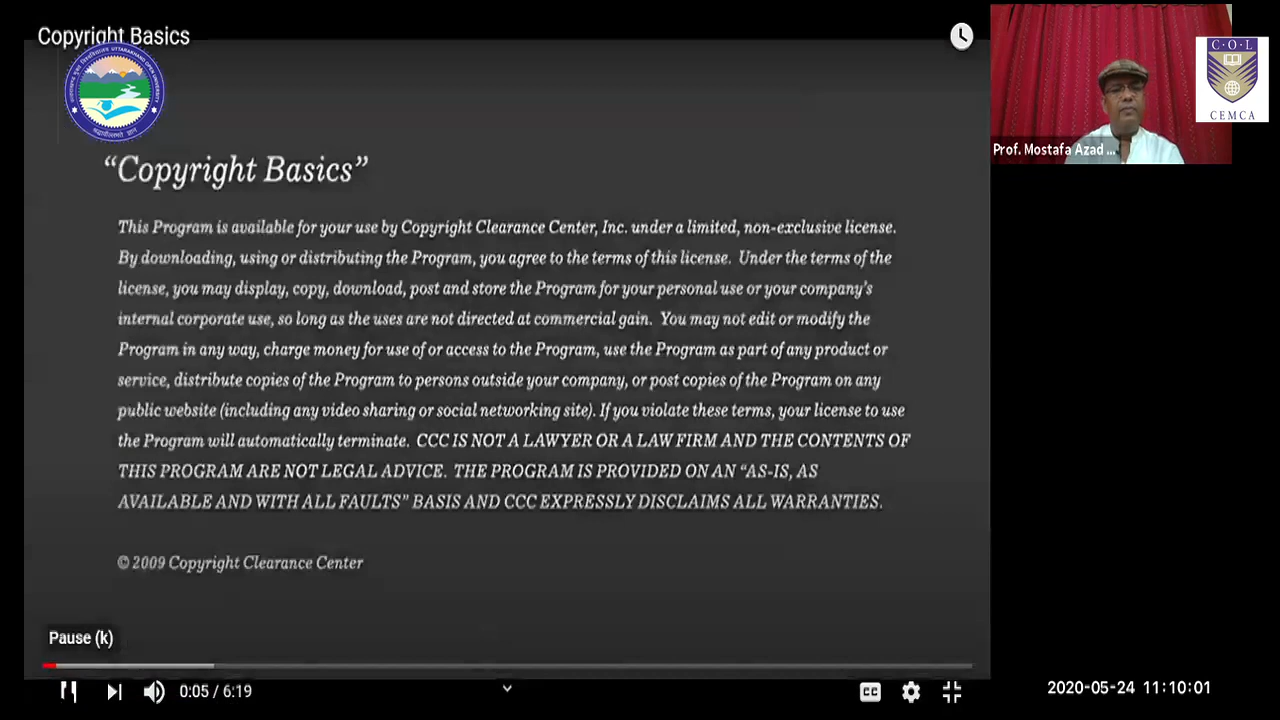 Copyright Basics
UTTARAKHAND OPEN UNIVERSITY
C·O·L
CEMCA
Prof. Mostafa Azad ...
“Copyright Basics”
This Program is available for your use by Copyright Clearance Center, Inc. under a limited, non-exclusive license.
By downloading, using or distributing the Program, you agree to the terms of this license. Under the terms of the
license, you may display, copy, download, post and store the Program for your personal use or your company’s
internal corporate use, so long as the uses are not directed at commercial gain. You may not edit or modify the
Program in any way, charge money for use of or access to the Program, use the Program as part of any product or
service, distribute copies of the Program to persons outside your company, or post copies of the Program on any
public website (including any video sharing or social networking site). If you violate these terms, your license to use
the Program will automatically terminate. CCC IS NOT A LAWYER OR A LAW FIRM AND THE CONTENTS OF
THIS PROGRAM ARE NOT LEGAL ADVICE. THE PROGRAM IS PROVIDED ON AN “AS-IS, AS
AVAILABLE AND WITH ALL FAULTS” BASIS AND CCC EXPRESSLY DISCLAIMS ALL WARRANTIES.
© 2009 Copyright Clearance Center
Pause (k)
0:05 / 6:19
CC
2020-05-24 11:10:01